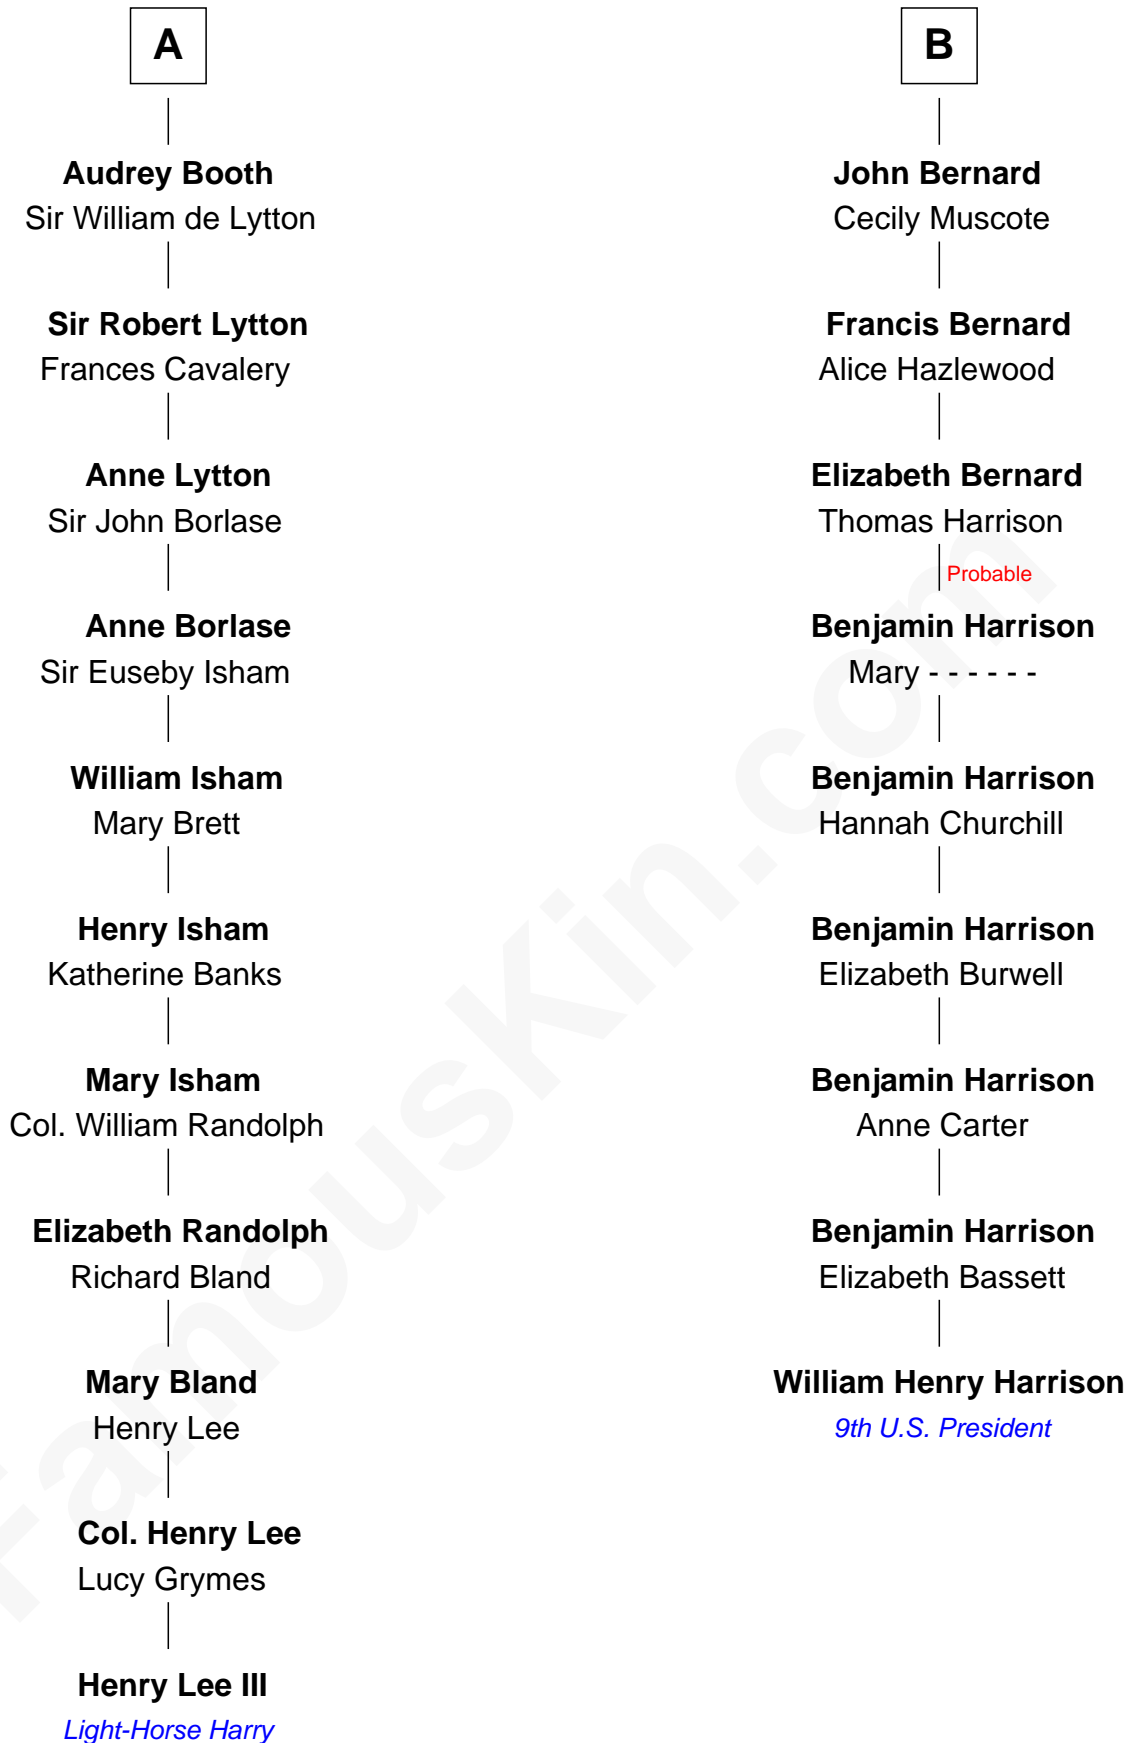 A
Audrey Booth
Sir William de Lytton
Sir Robert Lytton
Frances Cavalery
Anne Lytton
Sir John Borlase
Anne Borlase
Sir Euseby Isham
William Isham
Mary Brett
Henry Isham
Katherine Banks
Mary Isham
Col. William Randolph
Elizabeth Randolph
Richard Bland
Mary Bland
Henry Lee
Col. Henry Lee
Lucy Grymes
Henry Lee III
Light-Horse Harry
B
John Bernard
Cecily Muscote
Francis Bernard
Alice Hazlewood
Elizabeth Bernard
Thomas Harrison
Probable
Benjamin Harrison
Mary - - - - - -
Benjamin Harrison
Hannah Churchill
Benjamin Harrison
Elizabeth Burwell
Benjamin Harrison
Anne Carter
Benjamin Harrison
Elizabeth Bassett
William Henry Harrison
9th U.S. President
FamousKin.com